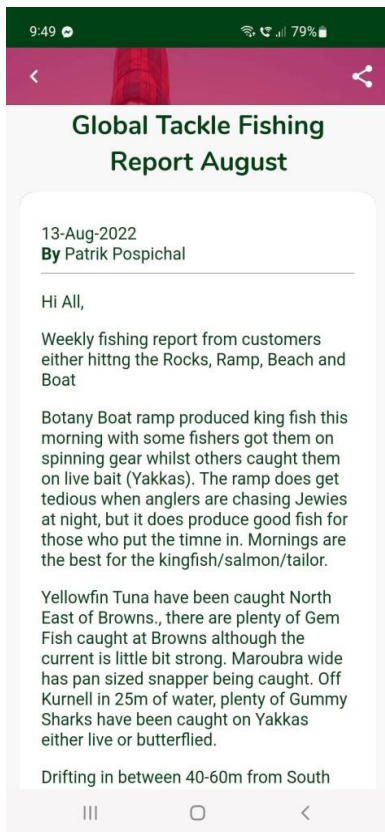 9:49
79%
Global Tackle Fishing
Report August
13-Aug-2022
By Patrik Pospichal
Hi All,
Weekly fishing report from customers
either hittng the Rocks, Ramp, Beach and
Boat
Botany Boat ramp produced king fish this
morning with some fishers got them on
spinning gear whilst others caught them
on live bait (Yakkas). The ramp does get
tedious when anglers are chasing Jewies
at night, but it does produce good fish for
those who put the timne in. Mornings are
the best for the kingfish/salmon/tailor.
Yellowfin Tuna have been caught North
East of Browns., there are plenty of Gem
Fish caught at Browns although the
current is little bit strong. Maroubra wide
has pan sized snapper being caught. Off
Kurnell in 25m of water, plenty of Gummy
Sharks have been caught on Yakkas
either live or butterflied.
Drifting in between 40-60m from South